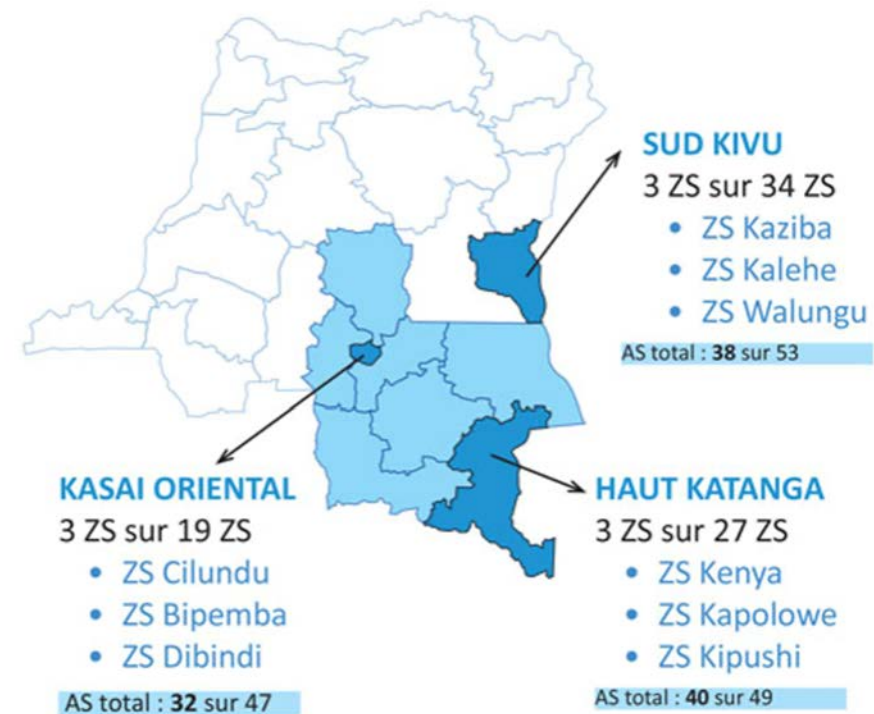 SUD KIVU
3 ZS sur 34 ZS
• ZS Kaziba
• ZS Kalehe
• ZS Walungu
AS total : 38 sur 53
KASAI ORIENTAL
3 ZS sur 19 ZS
• ZS Cilundu
• ZS Bipemba
• ZS Dibindi
AS total : 32 sur 47
HAUT KATANGA
3 ZS sur 27 ZS
• ZS Kenya
• ZS Kapolowe
• ZS Kipushi
AS total : 40 sur 49